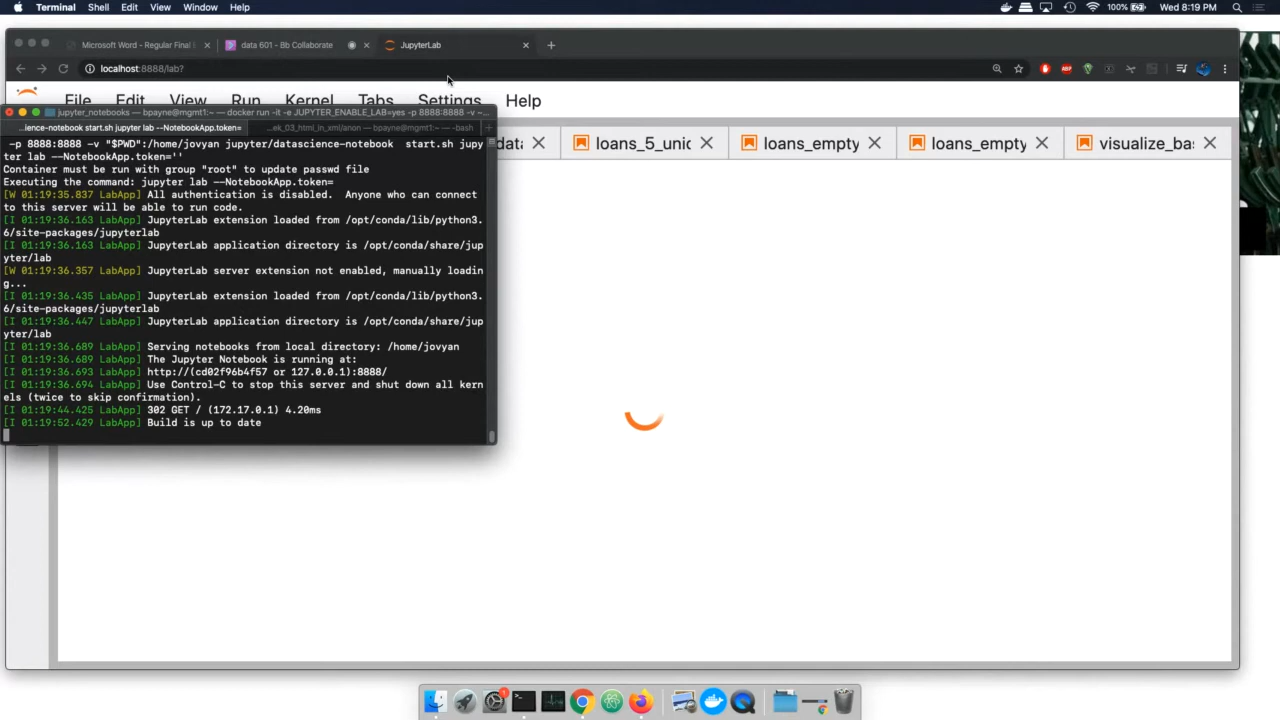 Terminal Shell Edit View Window Help 100% Wed 8:19 PM
Microsoft Word - Regular Final data 601 - Bb Collaborate JupyterLab
localhost:8888/lab?
File Edit View Run Kernel Tabs Settings Help
jupyter_notebooks — bpayne@mgmt1: — docker run -it -e JUPYTER_ENABLE_LAB=yes -p 8888:8888 -v ~...
...ience-notebook start.sh jupyter lab --NotebookApp.token= ...ek_03_html_in_xml/anon — bpayne@mgmt1: ~ — -bash
data loans_5_unic loans_empty loans_empty visualize_ba
-p 8888:8888 -v "$PWD":/home/jovyan jupyter/datascience-notebook start.sh jupy
ter lab --NotebookApp.token=''
Container must be run with group "root" to update passwd file
Executing the command: jupyter lab --NotebookApp.token=
[W 01:19:35.837 LabApp] All authentication is disabled. Anyone who can connect
to this server will be able to run code.
[I 01:19:36.163 LabApp] JupyterLab extension loaded from /opt/conda/lib/python3.
6/site-packages/jupyterlab
[I 01:19:36.163 LabApp] JupyterLab application directory is /opt/conda/share/jup
yter/lab
[W 01:19:36.357 LabApp] JupyterLab server extension not enabled, manually loadin
g...
[I 01:19:36.435 LabApp] JupyterLab extension loaded from /opt/conda/lib/python3.
6/site-packages/jupyterlab
[I 01:19:36.447 LabApp] JupyterLab application directory is /opt/conda/share/jup
yter/lab
[I 01:19:36.689 LabApp] Serving notebooks from local directory: /home/jovyan
[I 01:19:36.689 LabApp] The Jupyter Notebook is running at:
[I 01:19:36.693 LabApp] http://(cd02f96b4f57 or 127.0.0.1):8888/
[I 01:19:36.694 LabApp] Use Control-C to stop this server and shut down all kern
els (twice to skip confirmation).
[I 01:19:44.425 LabApp] 302 GET / (172.17.0.1) 4.20ms
[I 01:19:52.429 LabApp] Build is up to date